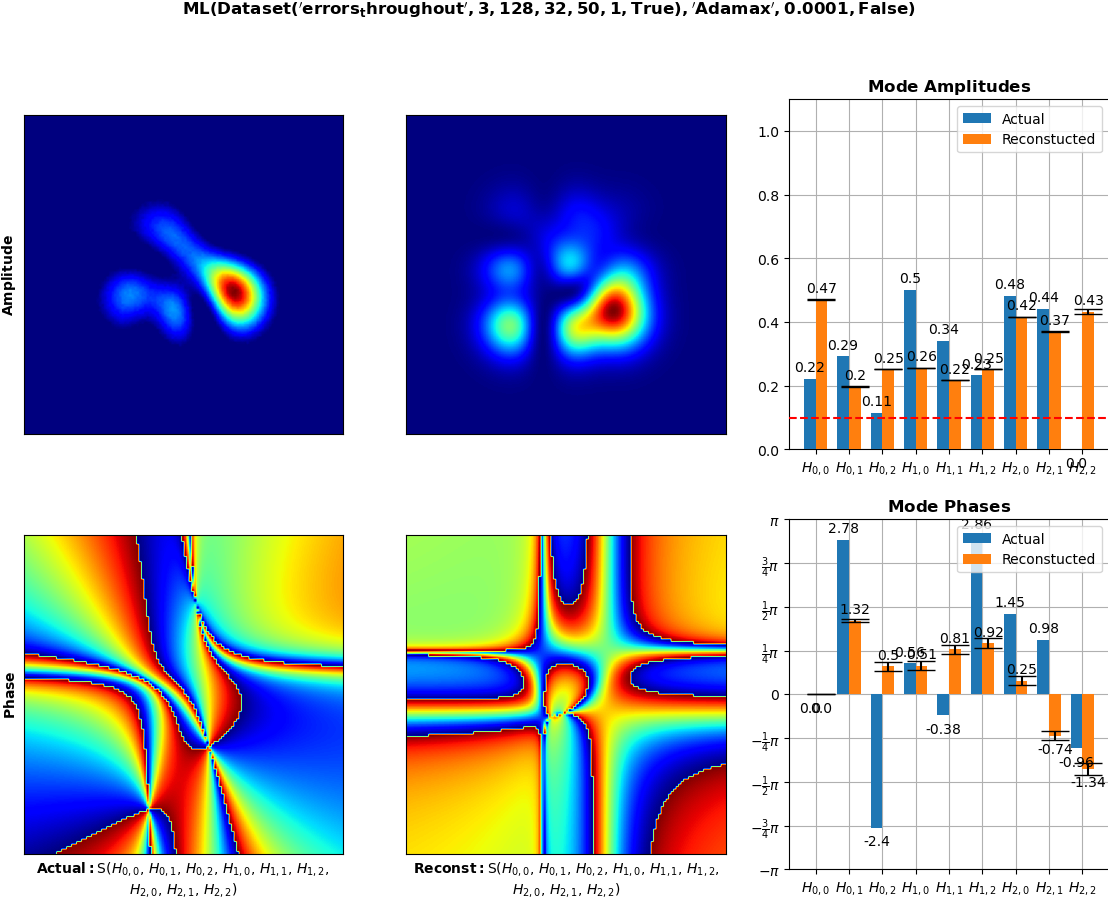 ML(Dataset('errors_throughout', 3, 128, 32, 50, 1, True), 'Adamax', 0.0001, False)
Mode Amplitudes
Amplitude
1.0
0.8
0.6
0.4
0.2
0.0
Actual
Reconstucted
0.22
0.47
0.29
0.2
0.11
0.25
0.5
0.26
0.34
0.22
0.23
0.25
0.48
0.42
0.44
0.37
0.0
0.43
H0,0 H0,1 H0,2 H1,0 H1,1 H1,2 H2,0 H2,1 H2,2
Mode Phases
Phase
π
3/4π
1/2π
1/4π
0
−1/4π
−1/2π
−3/4π
−π
Actual
Reconstucted
0.0
0.0
2.78
1.32
-2.4
0.5
0.56
0.51
-0.38
0.81
2.86
0.92
1.45
0.25
0.98
-0.74
-0.96
-1.34
H0,0 H0,1 H0,2 H1,0 H1,1 H1,2 H2,0 H2,1 H2,2
Actual: S(H0,0, H0,1, H0,2, H1,0, H1,1, H1,2,
H2,0, H2,1, H2,2)
Reconst: S(H0,0, H0,1, H0,2, H1,0, H1,1, H1,2,
H2,0, H2,1, H2,2)